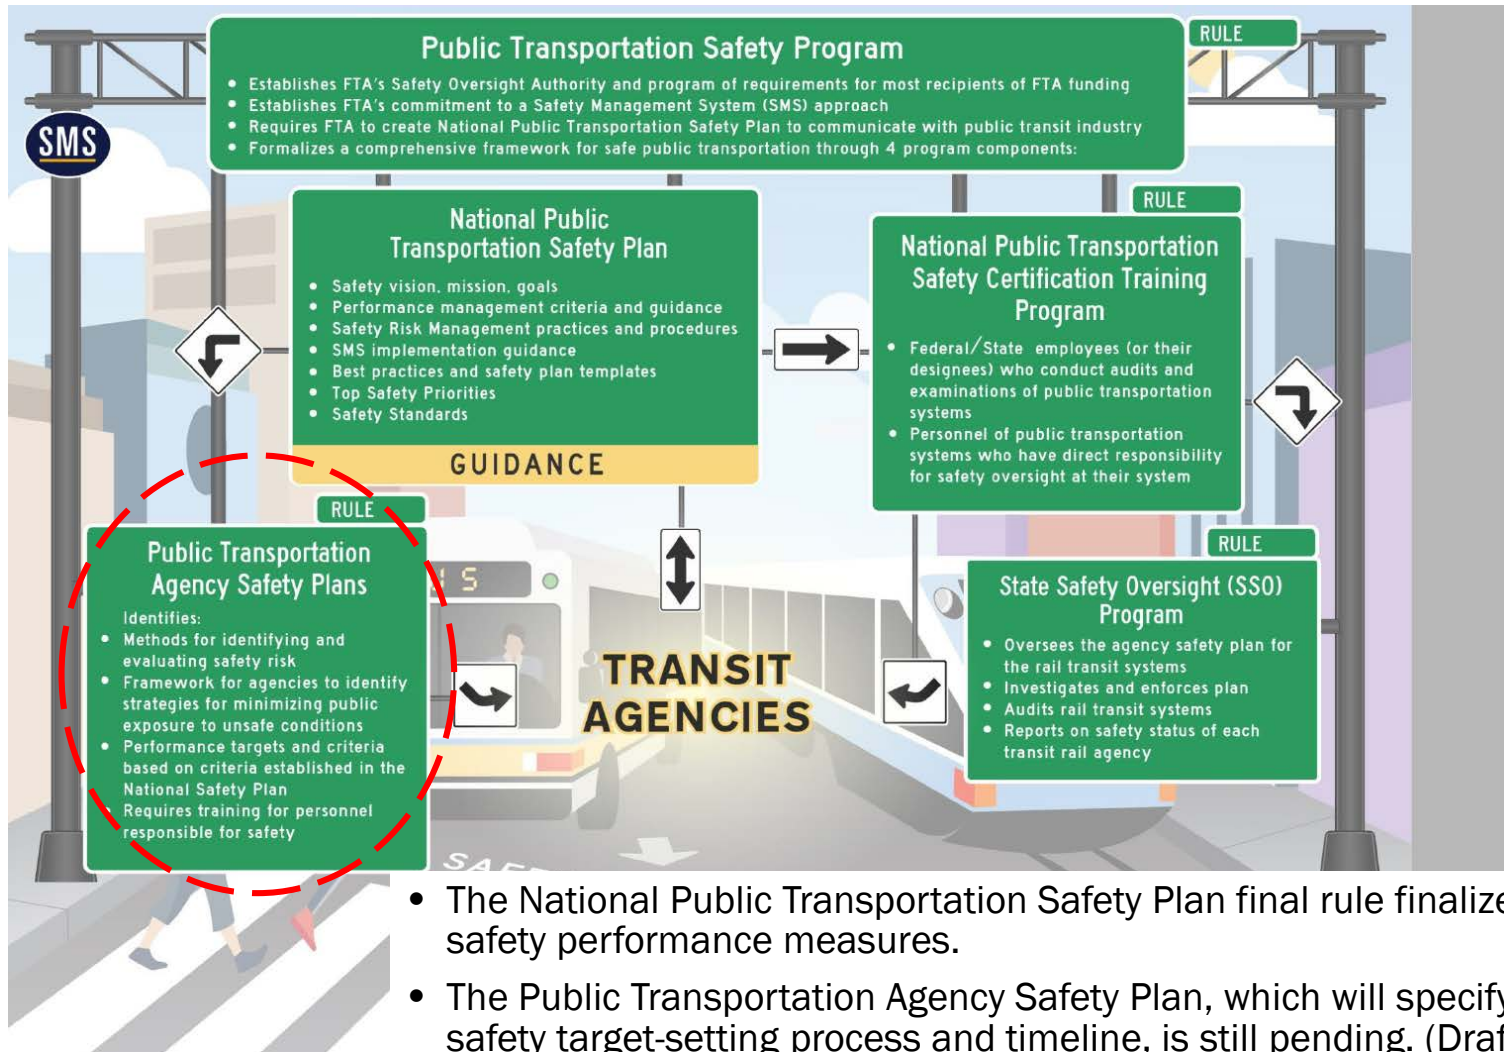 RULE
Public Transportation Safety Program
• Establishes FTA's Safety Oversight Authority and program of requirements for most recipients of FTA funding
• Establishes FTA's commitment to a Safety Management System (SMS) approach
• Requires FTA to create National Public Transportation Safety Plan to communicate with public transit industry
• Formalizes a comprehensive framework for safe public transportation through 4 program components:
SMS
National Public
Transportation Safety Plan
• Safety vision, mission, goals
• Performance management criteria and guidance
• Safety Risk Management practices and procedures
• SMS implementation guidance
• Best practices and safety plan templates
• Top Safety Priorities
• Safety Standards
GUIDANCE
RULE
National Public Transportation
Safety Certification Training
Program
• Federal/State employees (or their
designees) who conduct audits and
examinations of public transportation
systems
• Personnel of public transportation
systems who have direct responsibility
for safety oversight at their system
RULE
Public Transportation
Agency Safety Plans
Identifies:
• Methods for identifying and
evaluating safety risk
• Framework for agencies to identify
strategies for minimizing public
exposure to unsafe conditions
• Performance targets and criteria
based on criteria established in the
National Safety Plan
• Requires training for personnel
responsible for safety
TRANSIT
AGENCIES
RULE
State Safety Oversight (SSO)
Program
• Oversees the agency safety plan for
the rail transit systems
• Investigates and enforces plan
• Audits rail transit systems
• Reports on safety status of each
transit rail agency
• The National Public Transportation Safety Plan final rule finalize
safety performance measures.
• The Public Transportation Agency Safety Plan, which will specify
safety target-setting process and timeline, is still pending. (Draf